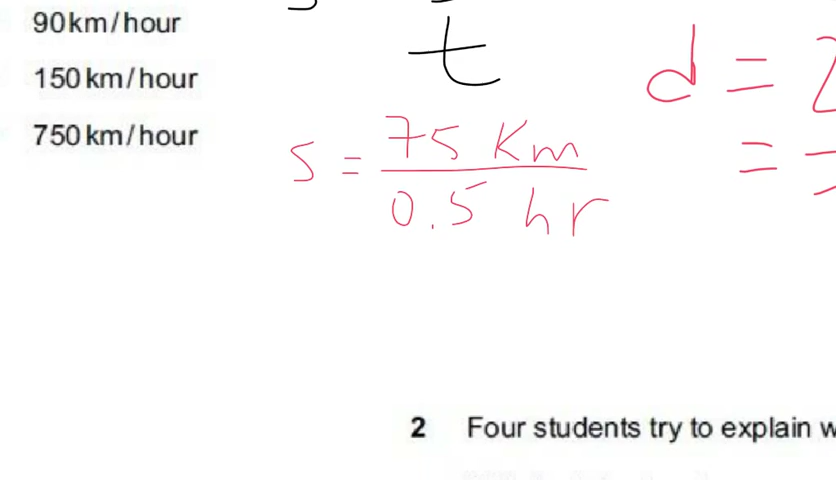 90 km/hour
150 km/hour
750 km/hour
t
s = 75 Km
0.5 hr
d =
=
2 Four students try to explain